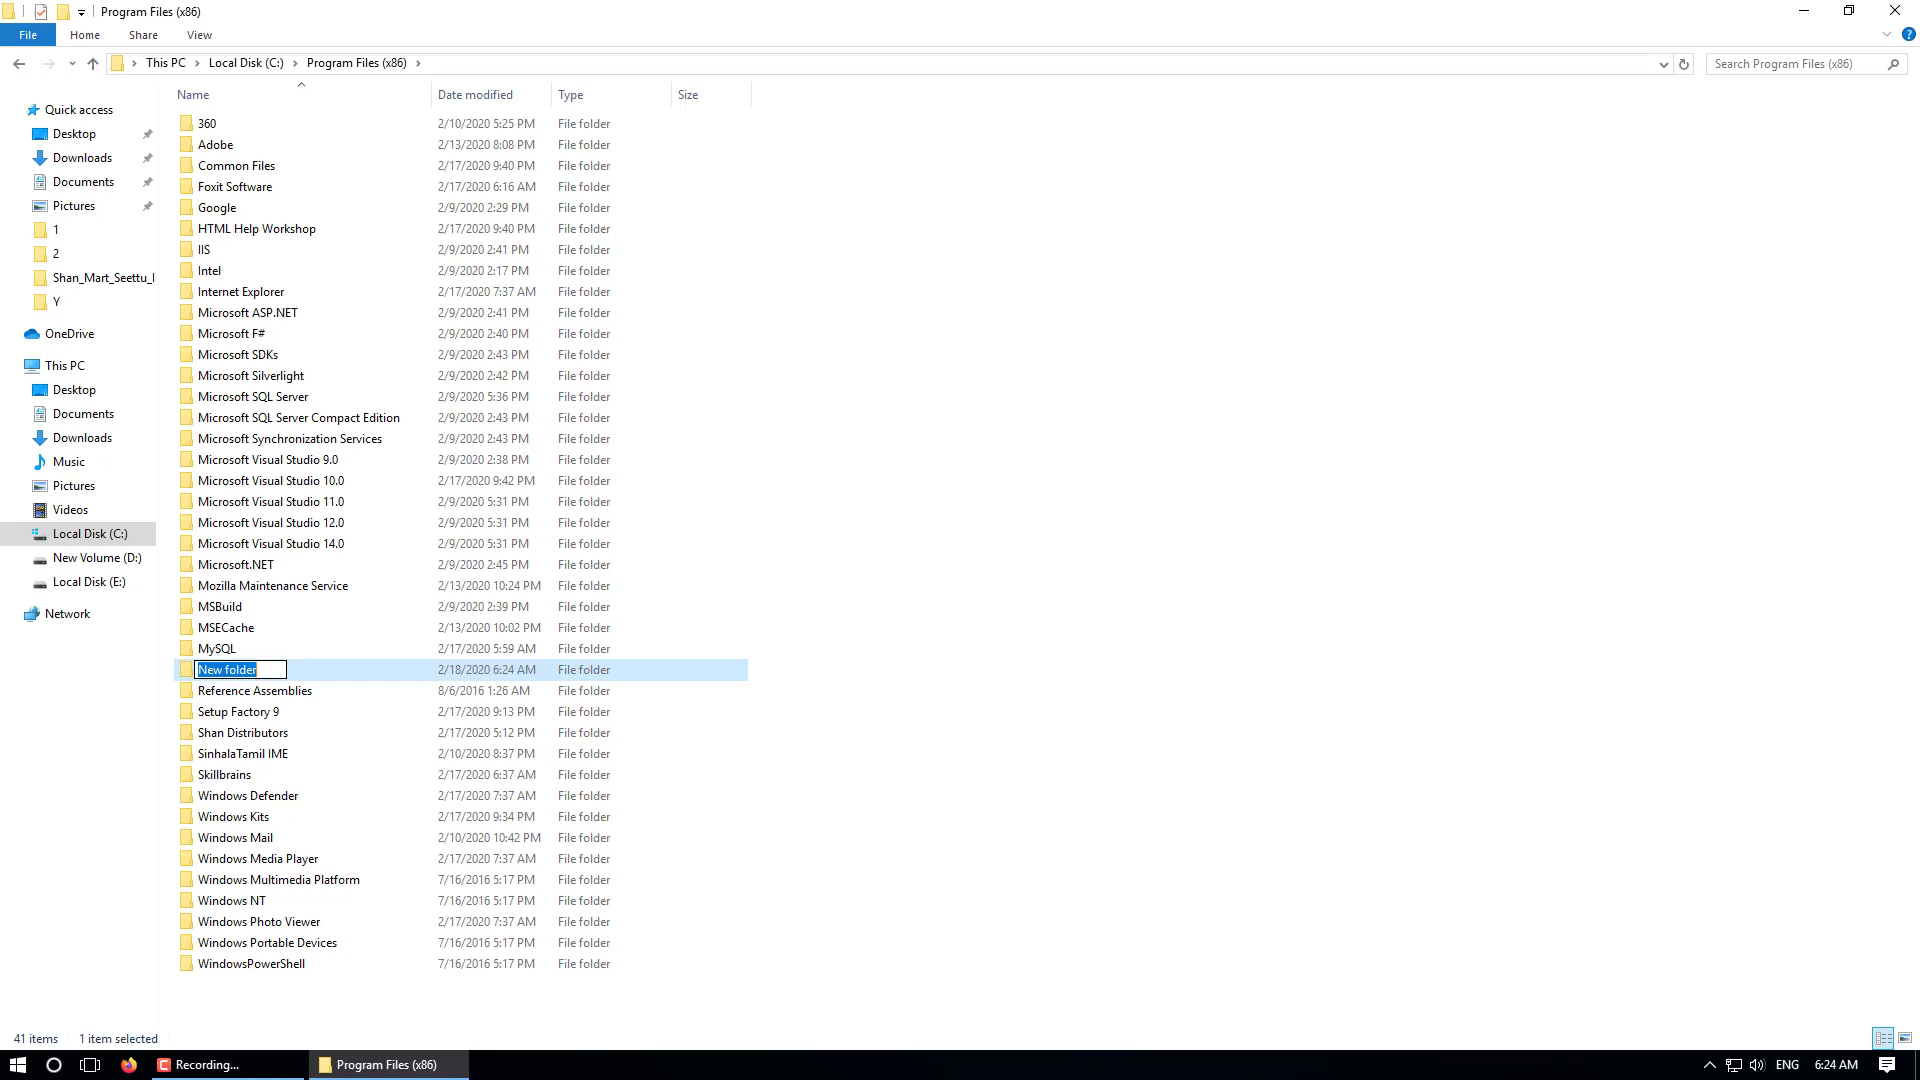 Program Files (x86)
File Home Share View
This PC Local Disk (C:) Program Files (x86) Search Program Files (x86)
Name Date modified Type Size
Quick access
Desktop
Downloads
Documents
Pictures
1
2
Shan_Mart_Seettu_
Y
OneDrive
This PC
Desktop
Documents
Downloads
Music
Pictures
Videos
Local Disk (C:)
New Volume (D:)
Local Disk (E:)
Network
360 2/10/2020 5:25 PM File folder
Adobe 2/13/2020 8:08 PM File folder
Common Files 2/17/2020 9:40 PM File folder
Foxit Software 2/17/2020 6:16 AM File folder
Google 2/9/2020 2:29 PM File folder
HTML Help Workshop 2/17/2020 9:40 PM File folder
IIS 2/9/2020 2:41 PM File folder
Intel 2/9/2020 2:17 PM File folder
Internet Explorer 2/17/2020 7:37 AM File folder
Microsoft ASP.NET 2/9/2020 2:41 PM File folder
Microsoft F# 2/9/2020 2:40 PM File folder
Microsoft SDKs 2/9/2020 2:43 PM File folder
Microsoft Silverlight 2/9/2020 2:42 PM File folder
Microsoft SQL Server 2/9/2020 5:36 PM File folder
Microsoft SQL Server Compact Edition 2/9/2020 2:43 PM File folder
Microsoft Synchronization Services 2/9/2020 2:43 PM File folder
Microsoft Visual Studio 9.0 2/9/2020 2:38 PM File folder
Microsoft Visual Studio 10.0 2/17/2020 9:42 PM File folder
Microsoft Visual Studio 11.0 2/9/2020 5:31 PM File folder
Microsoft Visual Studio 12.0 2/9/2020 5:31 PM File folder
Microsoft Visual Studio 14.0 2/9/2020 5:31 PM File folder
Microsoft.NET 2/9/2020 2:45 PM File folder
Mozilla Maintenance Service 2/13/2020 10:24 PM File folder
MSBuild 2/9/2020 2:39 PM File folder
MSECache 2/13/2020 10:02 PM File folder
MySQL 2/17/2020 5:59 AM File folder
New folder 2/18/2020 6:24 AM File folder
Reference Assemblies 8/6/2016 1:26 AM File folder
Setup Factory 9 2/17/2020 9:13 PM File folder
Shan Distributors 2/17/2020 5:12 PM File folder
SinhalaTamil IME 2/10/2020 8:37 PM File folder
Skillbrains 2/17/2020 6:37 AM File folder
Windows Defender 2/17/2020 7:37 AM File folder
Windows Kits 2/17/2020 9:34 PM File folder
Windows Mail 2/10/2020 10:42 PM File folder
Windows Media Player 2/17/2020 7:37 AM File folder
Windows Multimedia Platform 7/16/2016 5:17 PM File folder
Windows NT 7/16/2016 5:17 PM File folder
Windows Photo Viewer 2/17/2020 7:37 AM File folder
Windows Portable Devices 7/16/2016 5:17 PM File folder
WindowsPowerShell 7/16/2016 5:17 PM File folder
41 items 1 item selected
Recording... Program Files (x86) ENG 6:24 AM